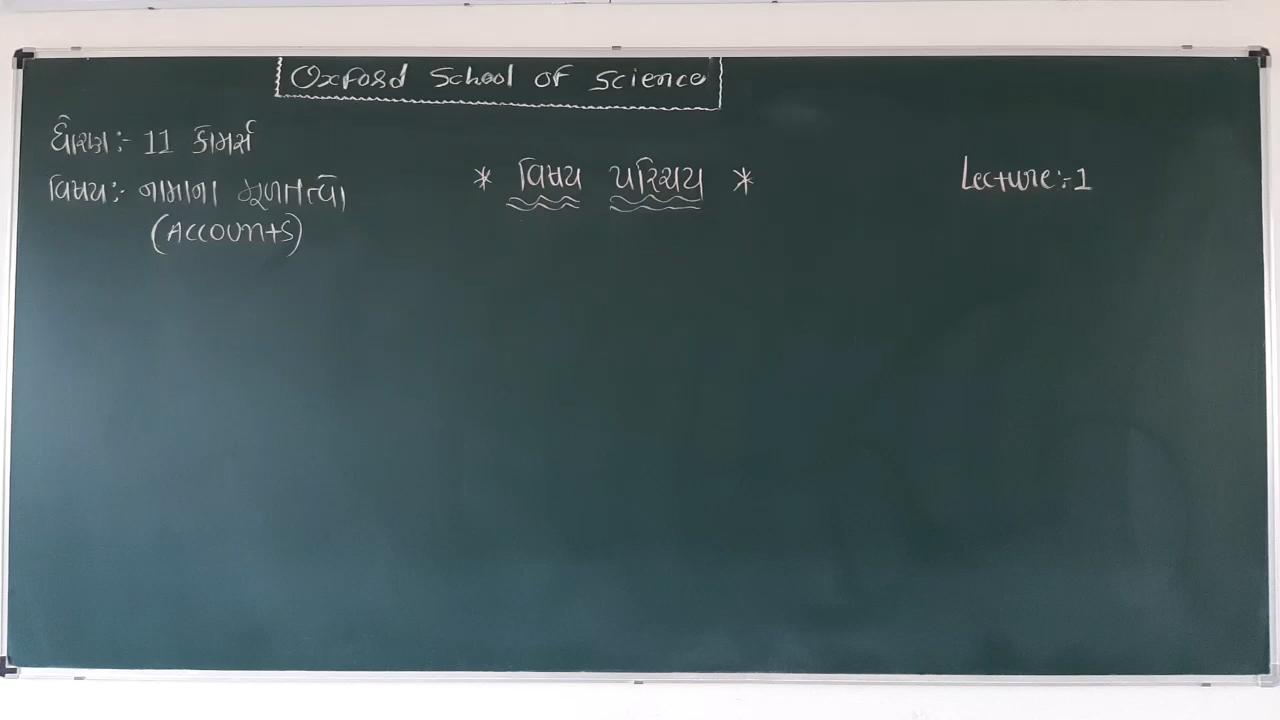 Oxford School of Science
ધોરણ:- 11 કોમર્સ
વિષય:- નામાના મૂળતત્વો
(Accounts)
* વિષય પરિચય *
Lecture:-1